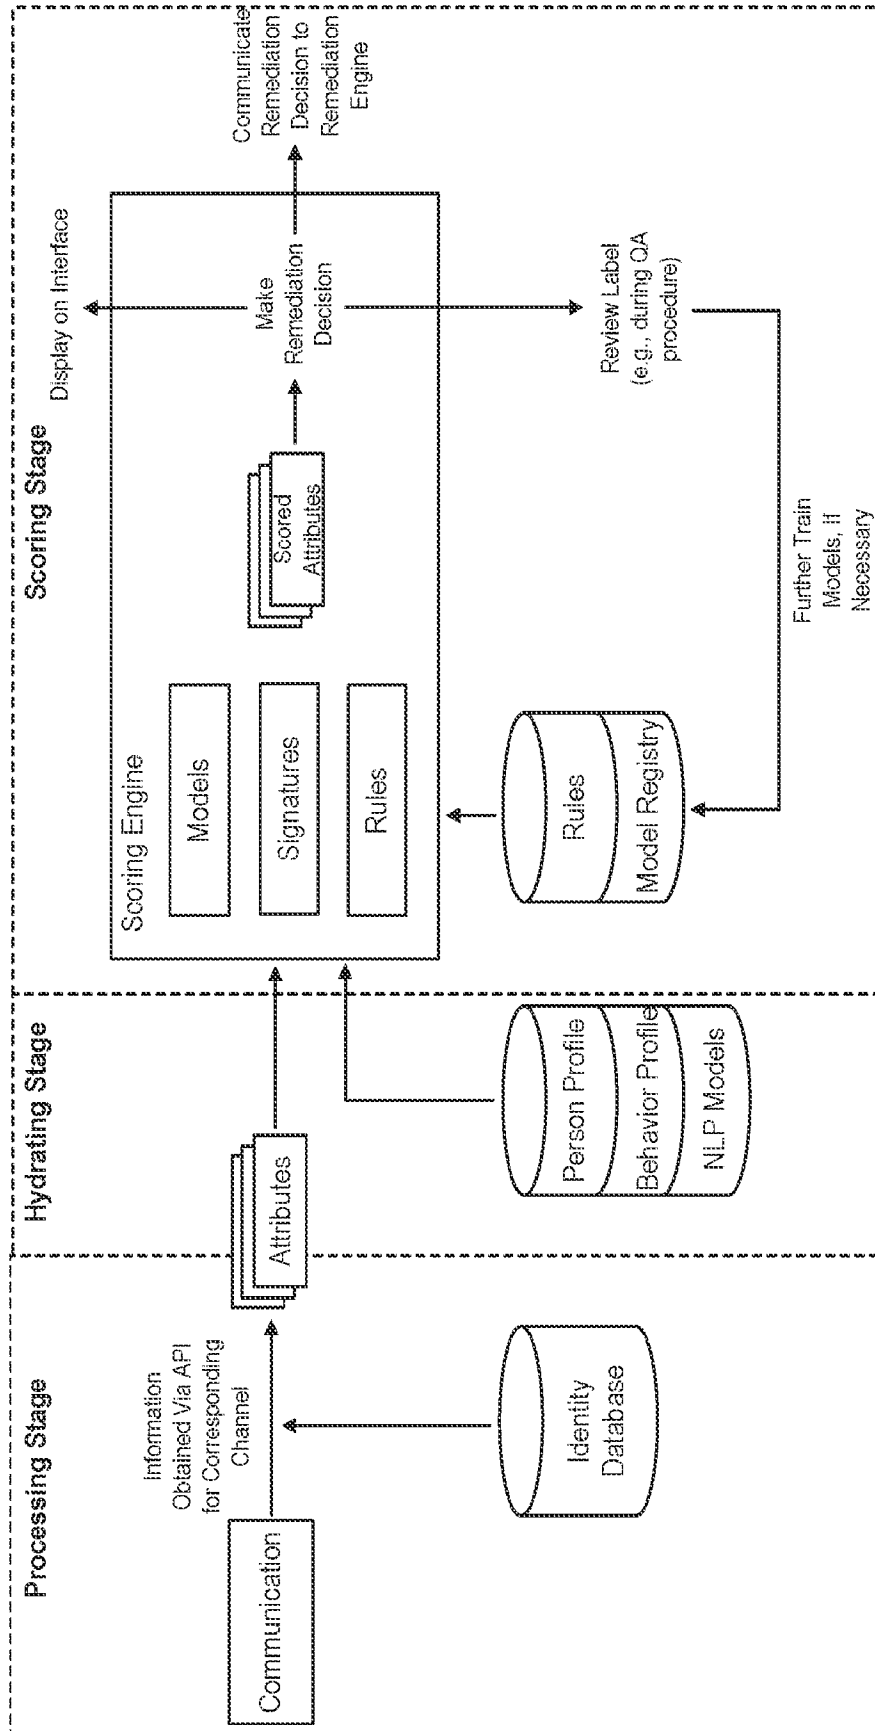 Processing Stage
Communication
Information
Obtained Via API
for Corresponding
Channel
Identity
Database
Hydrating Stage
Attributes
Person Profile
Behavior Profile
NLP Models
Scoring Stage
Scoring Engine
Models
Signatures
Rules
Scored
Attributes
Make
Remediation
Decision
Display on Interface
Communicate
Remediation
Decision to
Remediation
Engine
Rules
Model Registry
Review Label
(e.g., during QA
procedure)
Further Train
Models, If
Necessary